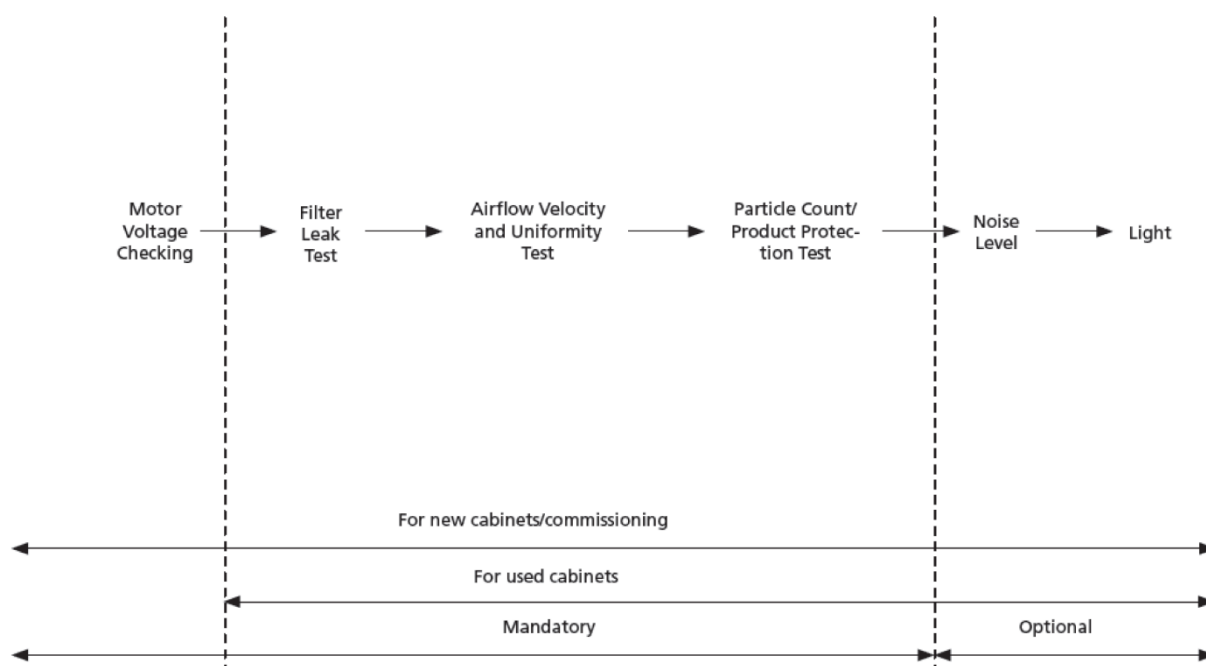 Motor
Voltage
Checking
Filter
Leak
Test
Airflow Velocity
and Uniformity
Test
Particle Count/
Product Protec-
tion Test
Noise
Level
Light
For new cabinets/commissioning
For used cabinets
Mandatory
Optional